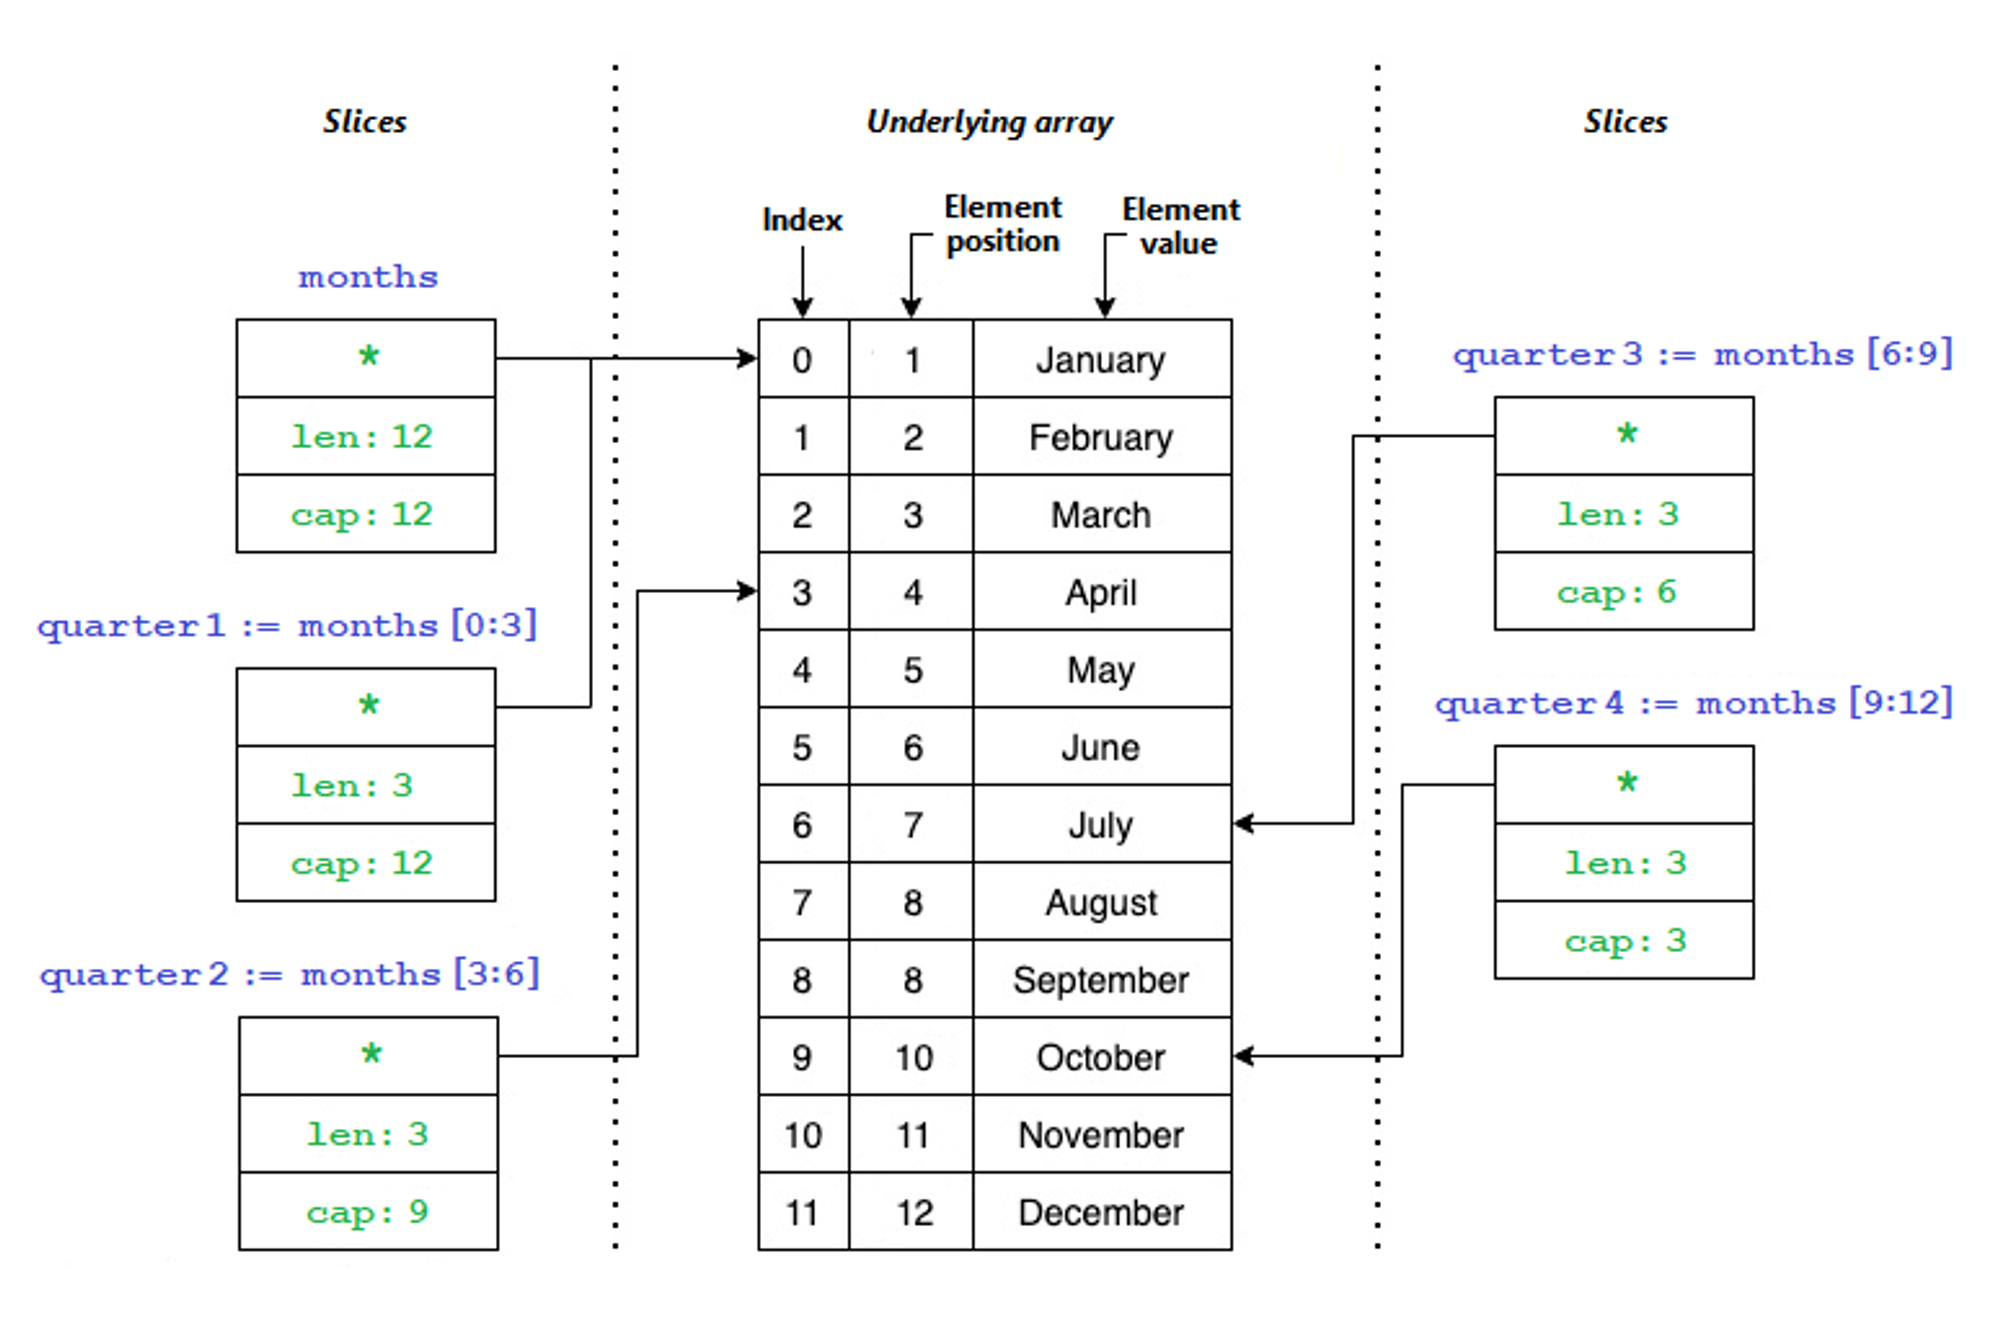 Slices
Underlying array
Slices
Index
Element
position
Element
value
months
*
len: 12
cap: 12
quarter1 := months [0:3]
*
len: 3
cap: 12
quarter2 := months [3:6]
*
len: 3
cap: 9
0 1 January
1 2 February
2 3 March
3 4 April
4 5 May
5 6 June
6 7 July
7 8 August
8 8 September
9 10 October
10 11 November
11 12 December
quarter3 := months [6:9]
*
len: 3
cap: 6
quarter4 := months [9:12]
*
len: 3
cap: 3